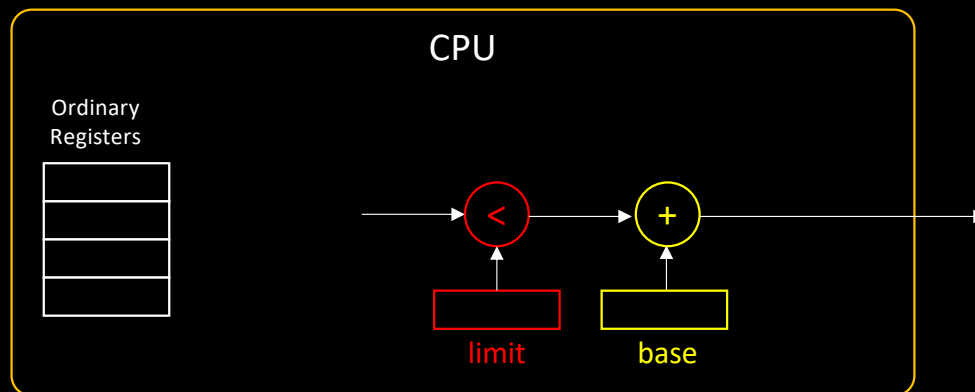 CPU
Ordinary
Registers
<
+
limit
base